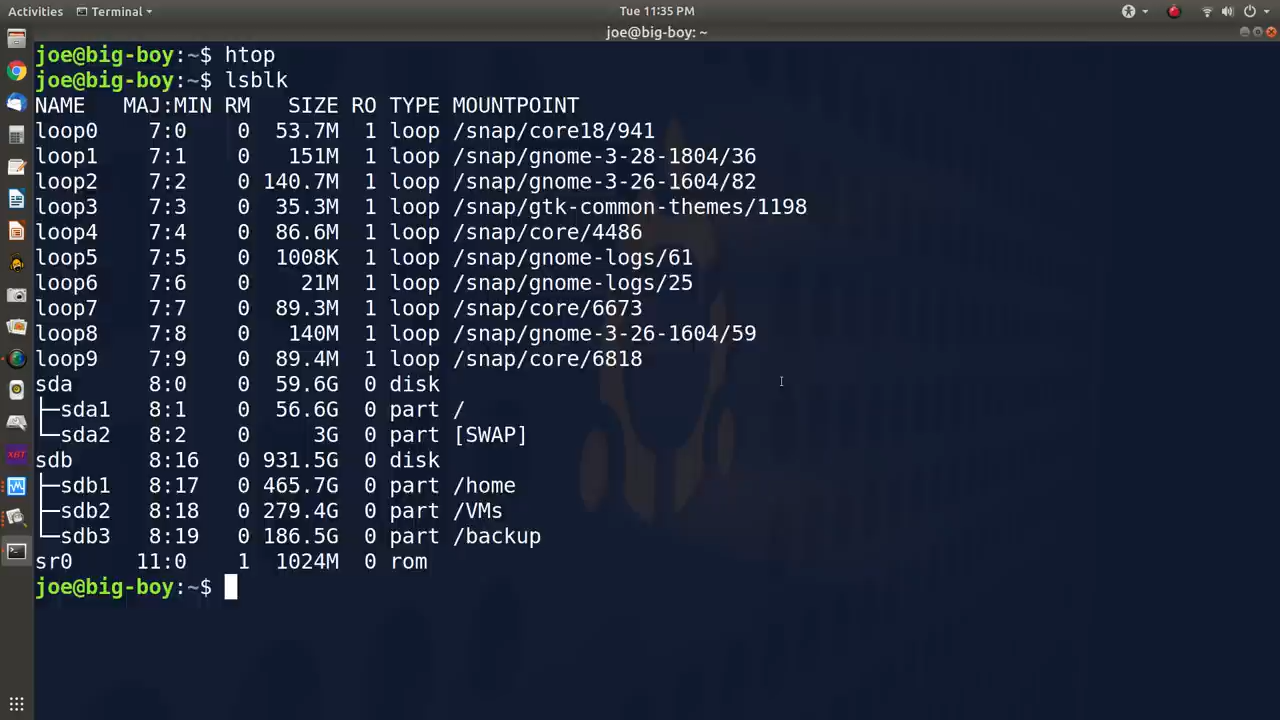 Activities Terminal Tue 11:35 PM
joe@big-boy: ~
joe@big-boy:~$ htop
joe@big-boy:~$ lsblk
NAME   MAJ:MIN RM   SIZE RO TYPE MOUNTPOINT
loop0    7:0    0  53.7M  1 loop /snap/core18/941
loop1    7:1    0   151M  1 loop /snap/gnome-3-28-1804/36
loop2    7:2    0 140.7M  1 loop /snap/gnome-3-26-1604/82
loop3    7:3    0  35.3M  1 loop /snap/gtk-common-themes/1198
loop4    7:4    0  86.6M  1 loop /snap/core/4486
loop5    7:5    0  1008K  1 loop /snap/gnome-logs/61
loop6    7:6    0    21M  1 loop /snap/gnome-logs/25
loop7    7:7    0  89.3M  1 loop /snap/core/6673
loop8    7:8    0   140M  1 loop /snap/gnome-3-26-1604/59
loop9    7:9    0  89.4M  1 loop /snap/core/6818
sda      8:0    0  59.6G  0 disk
├─sda1   8:1    0  56.6G  0 part /
└─sda2   8:2    0     3G  0 part [SWAP]
sdb      8:16   0 931.5G  0 disk
├─sdb1   8:17   0 465.7G  0 part /home
├─sdb2   8:18   0 279.4G  0 part /VMs
└─sdb3   8:19   0 186.5G  0 part /backup
sr0     11:0    1  1024M  0 rom
joe@big-boy:~$
XBT